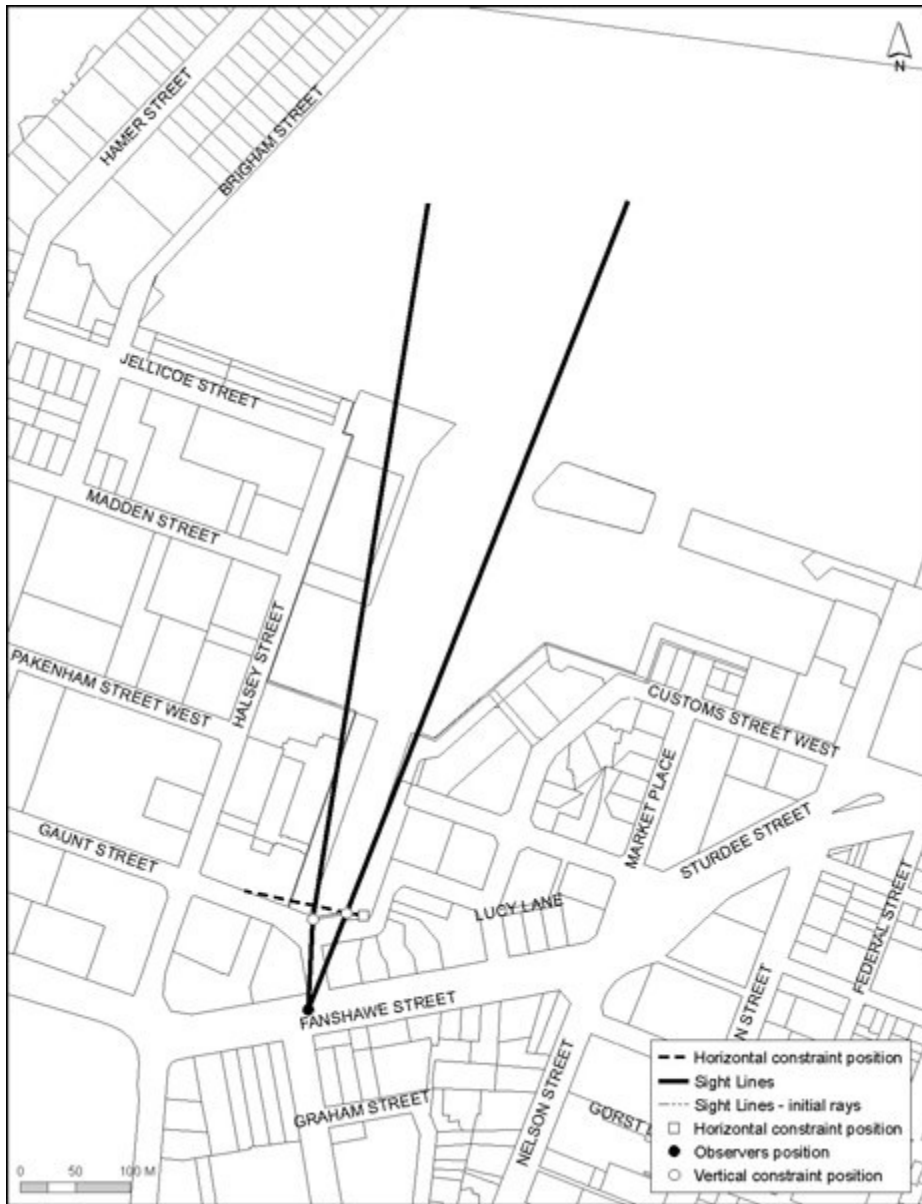 N
HAMER STREET
BRIGHAM STREET
JELLICOE STREET
MADDEN STREET
HALSEY STREET
PAKENHAM STREET WEST
CUSTOMS STREET WEST
MARKET PLACE
GAUNT STREET
STURDEE STREET
LUCY LANE
FEDERAL STREET
FANSHAWE STREET
N STREET
NELSON STREET
GRAHAM STREET
GORST
Horizontal constraint position
Sight Lines
Sight Lines - initial rays
Horizontal constraint position
Observers position
Vertical constraint position
0 50 100 M